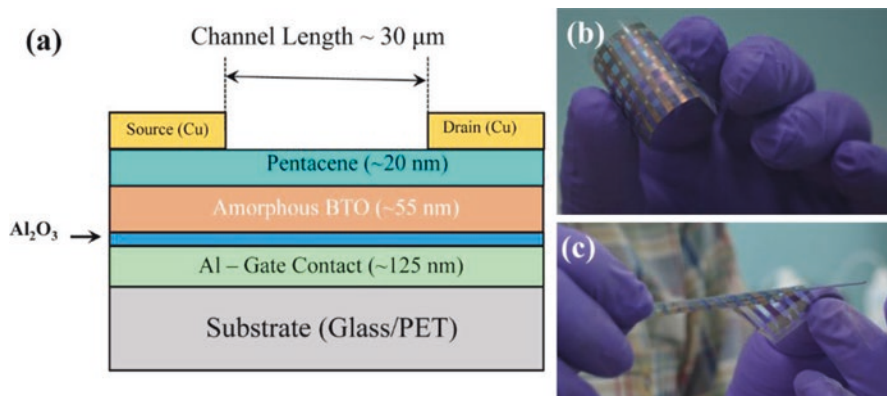 (a)
Channel Length ~ 30 μm
Source (Cu)
Drain (Cu)
Pentacene (~20 nm)
Amorphous BTO (~55 nm)
Al₂O₃
Al – Gate Contact (~125 nm)
Substrate (Glass/PET)
(b)
(c)